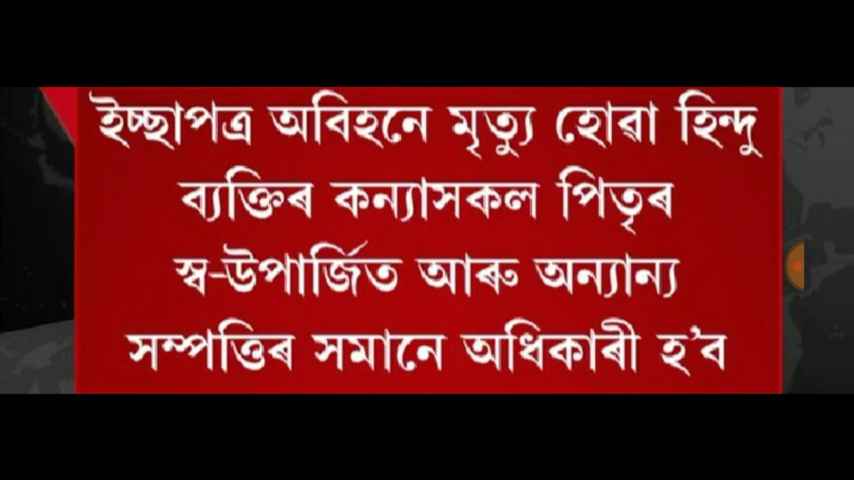 ইচ্ছাপত্ৰ অবিহনে মৃত্যু হোৱা হিন্দু
ব্যক্তিৰ কন্যাসকল পিতৃৰ
স্ব-উপাৰ্জিত আৰু অন্যান্য
সম্পত্তিৰ সমানে অধিকাৰী হ'ব